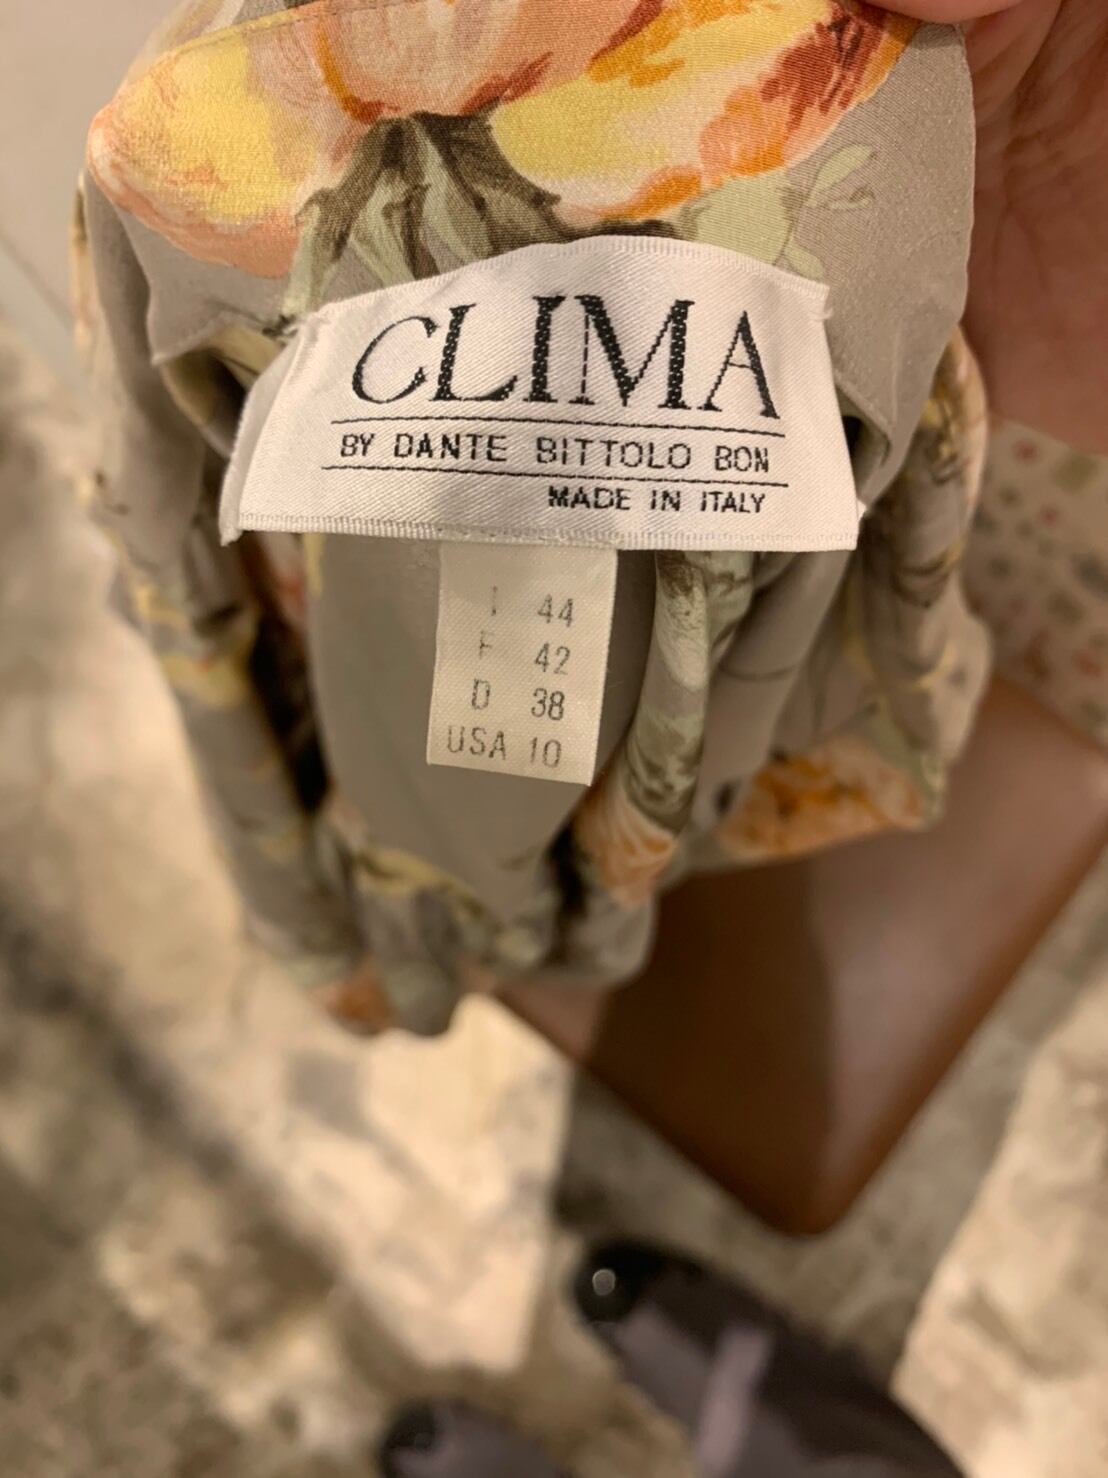 CLIMA
BY DANTE BITTOLO BON
MADE IN ITALY
I 44
F 42
D 38
USA 10